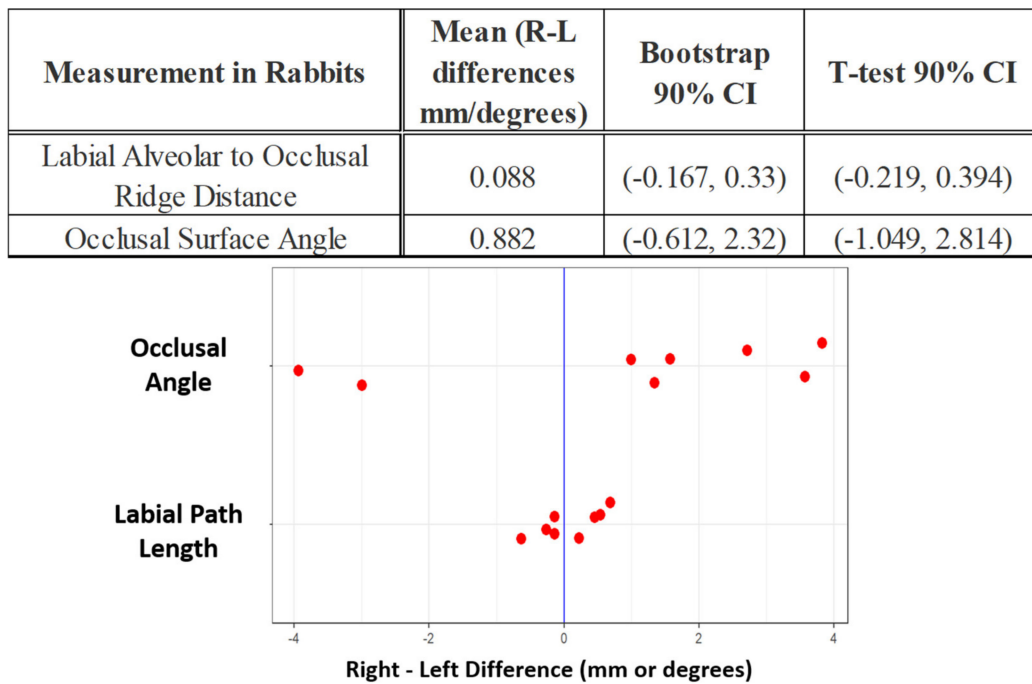 Measurement in Rabbits
Mean (R-L
differences
mm/degrees)
Bootstrap
90% CI
T-test 90% CI
Labial Alveolar to Occlusal
Ridge Distance
0.088
(-0.167, 0.33)
(-0.219, 0.394)
Occlusal Surface Angle
0.882
(-0.612, 2.32)
(-1.049, 2.814)
Occlusal
Angle
Labial Path
Length
-4
-2
0
2
4
Right - Left Difference (mm or degrees)